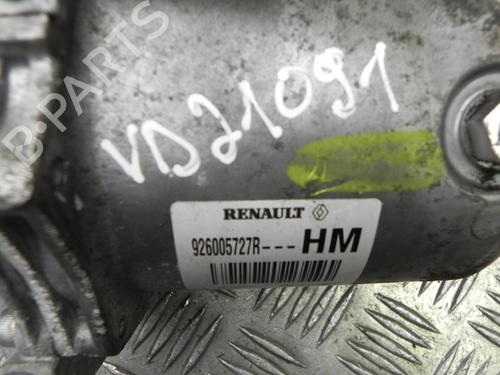 B-PARTS
VD21091
RENAULT
926005727R---HM